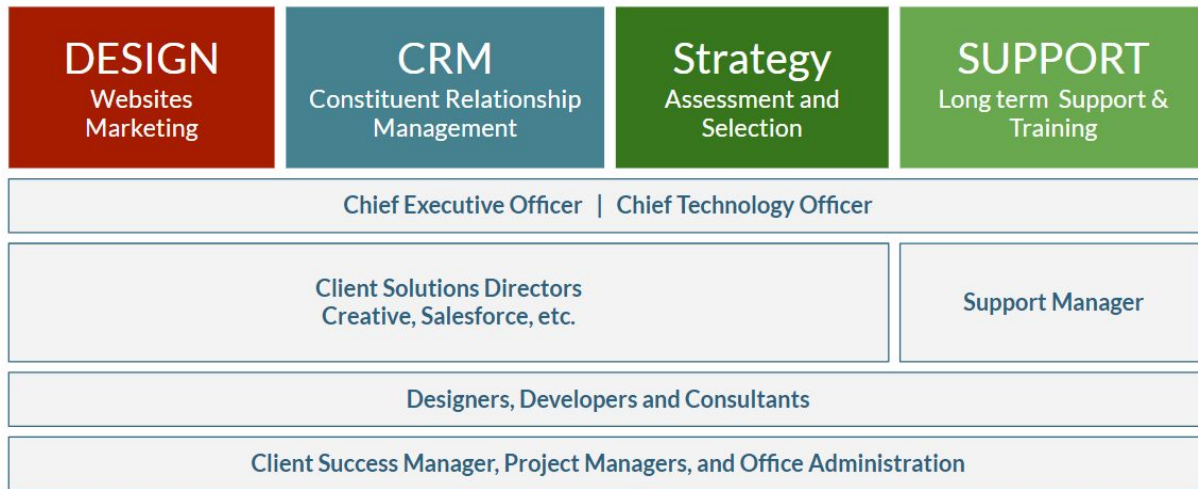 DESIGN
Websites
Marketing
CRM
Constituent Relationship
Management
Strategy
Assessment and
Selection
SUPPORT
Long term Support &
Training
Chief Executive Officer | Chief Technology Officer
Client Solutions Directors
Creative, Salesforce, etc.
Support Manager
Designers, Developers and Consultants
Client Success Manager, Project Managers, and Office Administration